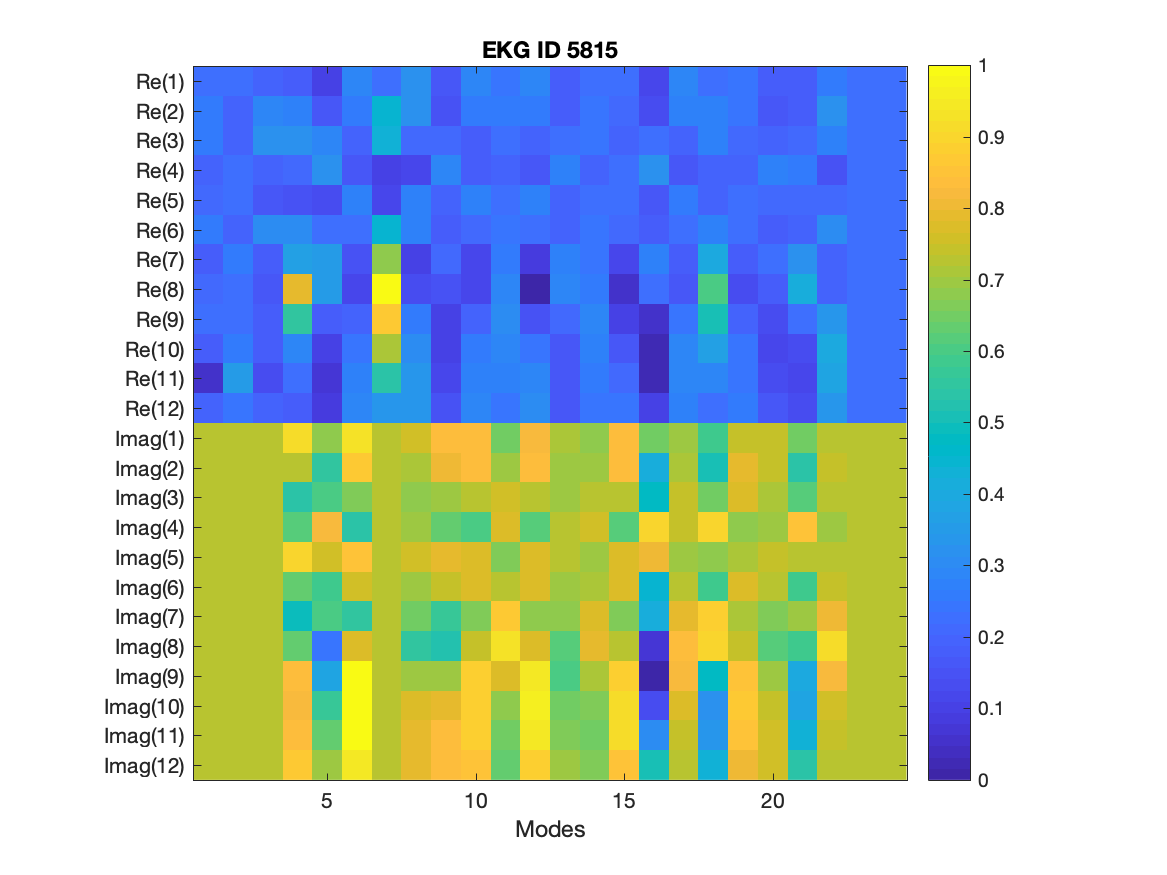 EKG ID 5815
Re(1)
Re(2)
Re(3)
Re(4)
Re(5)
Re(6)
Re(7)
Re(8)
Re(9)
Re(10)
Re(11)
Re(12)
Imag(1)
Imag(2)
Imag(3)
Imag(4)
Imag(5)
Imag(6)
Imag(7)
Imag(8)
Imag(9)
Imag(10)
Imag(11)
Imag(12)
5 10 15 20
Modes
1
0.9
0.8
0.7
0.6
0.5
0.4
0.3
0.2
0.1
0